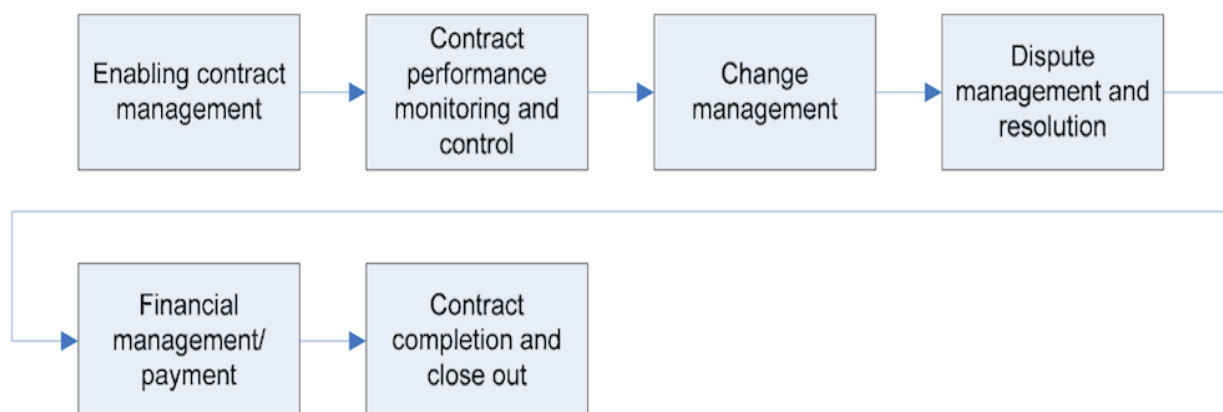 Enabling contract
management
Contract
performance
monitoring and
control
Change
management
Dispute
management and
resolution
Financial
management/
payment
Contract
completion and
close out